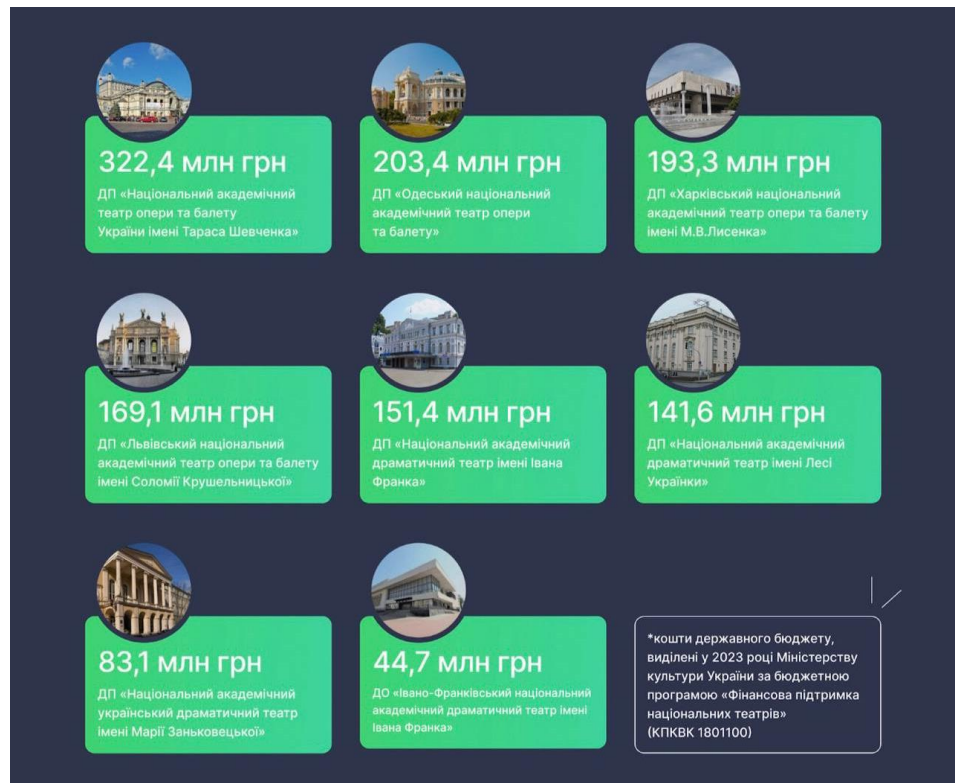 322,4 млн грн
ДП «Національний академічний
театр опери та балету
України імені Тараса Шевченка»
203,4 млн грн
ДП «Одеський національний
академічний театр опери
та балету»
193,3 млн грн
ДП «Харківський національний
академічний театр опери та балету
імені М.В.Лисенка»
169,1 млн грн
ДП «Львівський національний
академічний театр опери та балету
імені Соломії Крушельницької»
151,4 млн грн
ДП «Національний академічний
драматичний театр імені Івана
Франка»
141,6 млн грн
ДП «Національний академічний
драматичний театр імені Лесі
Українки»
83,1 млн грн
ДП «Національний академічний
український драматичний театр
імені Марії Заньковецької»
44,7 млн грн
ДО «Івано-Франківський національний
академічний драматичний театр імені
Івана Франка»
*кошти державного бюджету,
виділені у 2023 році Міністерству
культури України за бюджетною
програмою «Фінансова підтримка
національних театрів»
(КПКВК 1801100)